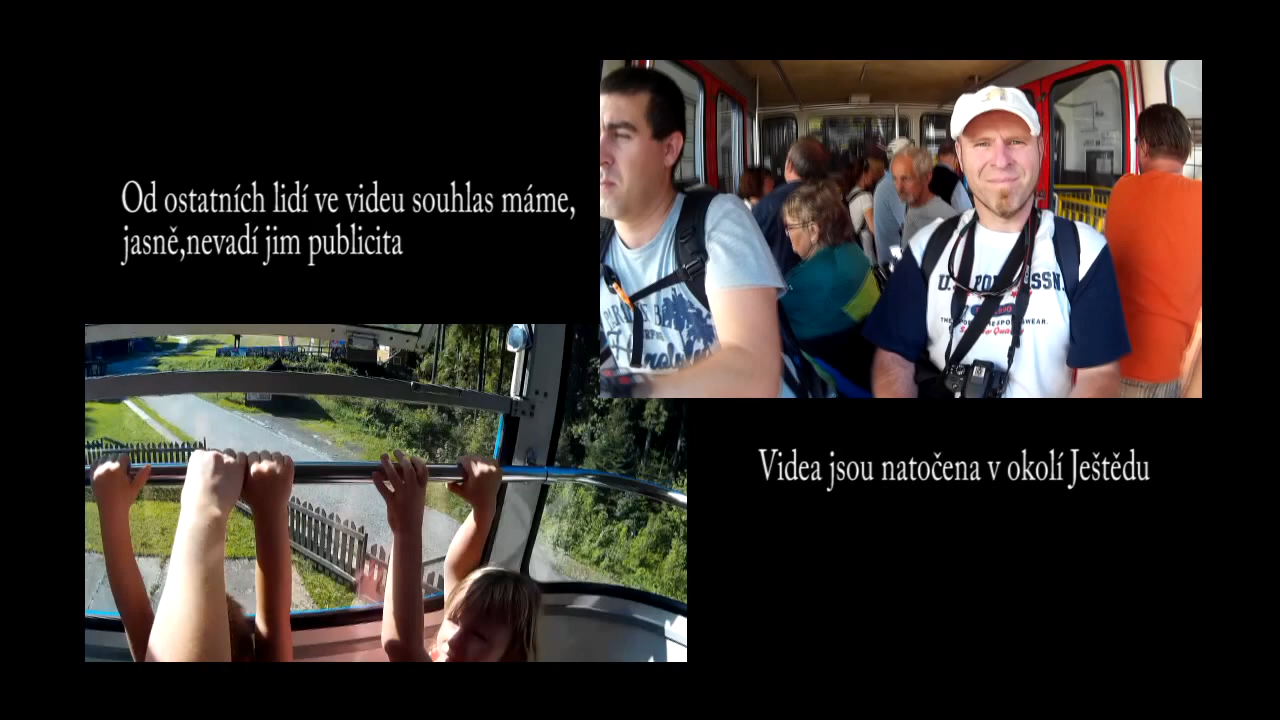 Od ostatních lidí ve videu souhlas máme,
jasně,nevadí jim publicita
Videa jsou natočena v okolí Ještědu